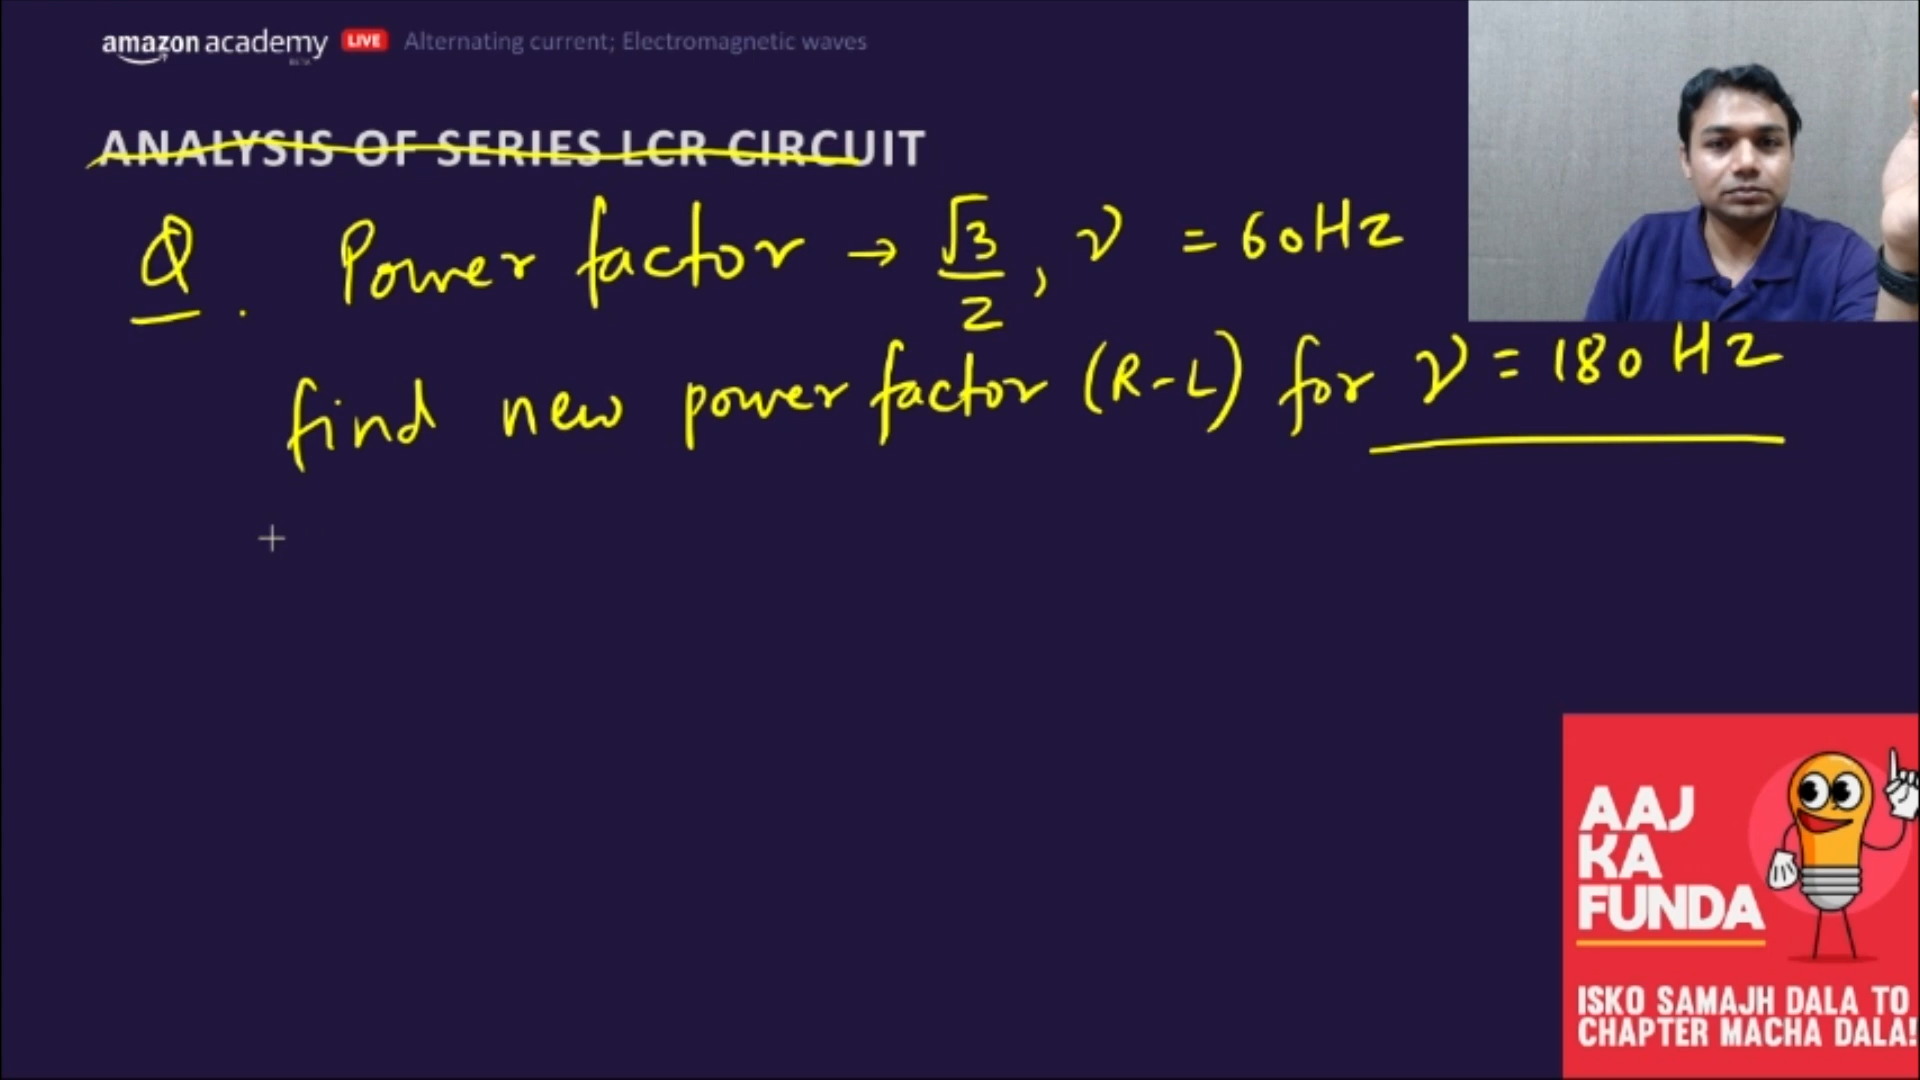 amazon academy LIVE Alternating current; Electromagnetic waves
BETA
ANALYSIS OF SERIES LCR CIRCUIT
Q. Power factor → √3/2, ν = 60Hz
find new power factor (R-L) for ν = 180 Hz
AAJ
KA
FUNDA
ISKO SAMAJH DALA TO
CHAPTER MACHA DALA!